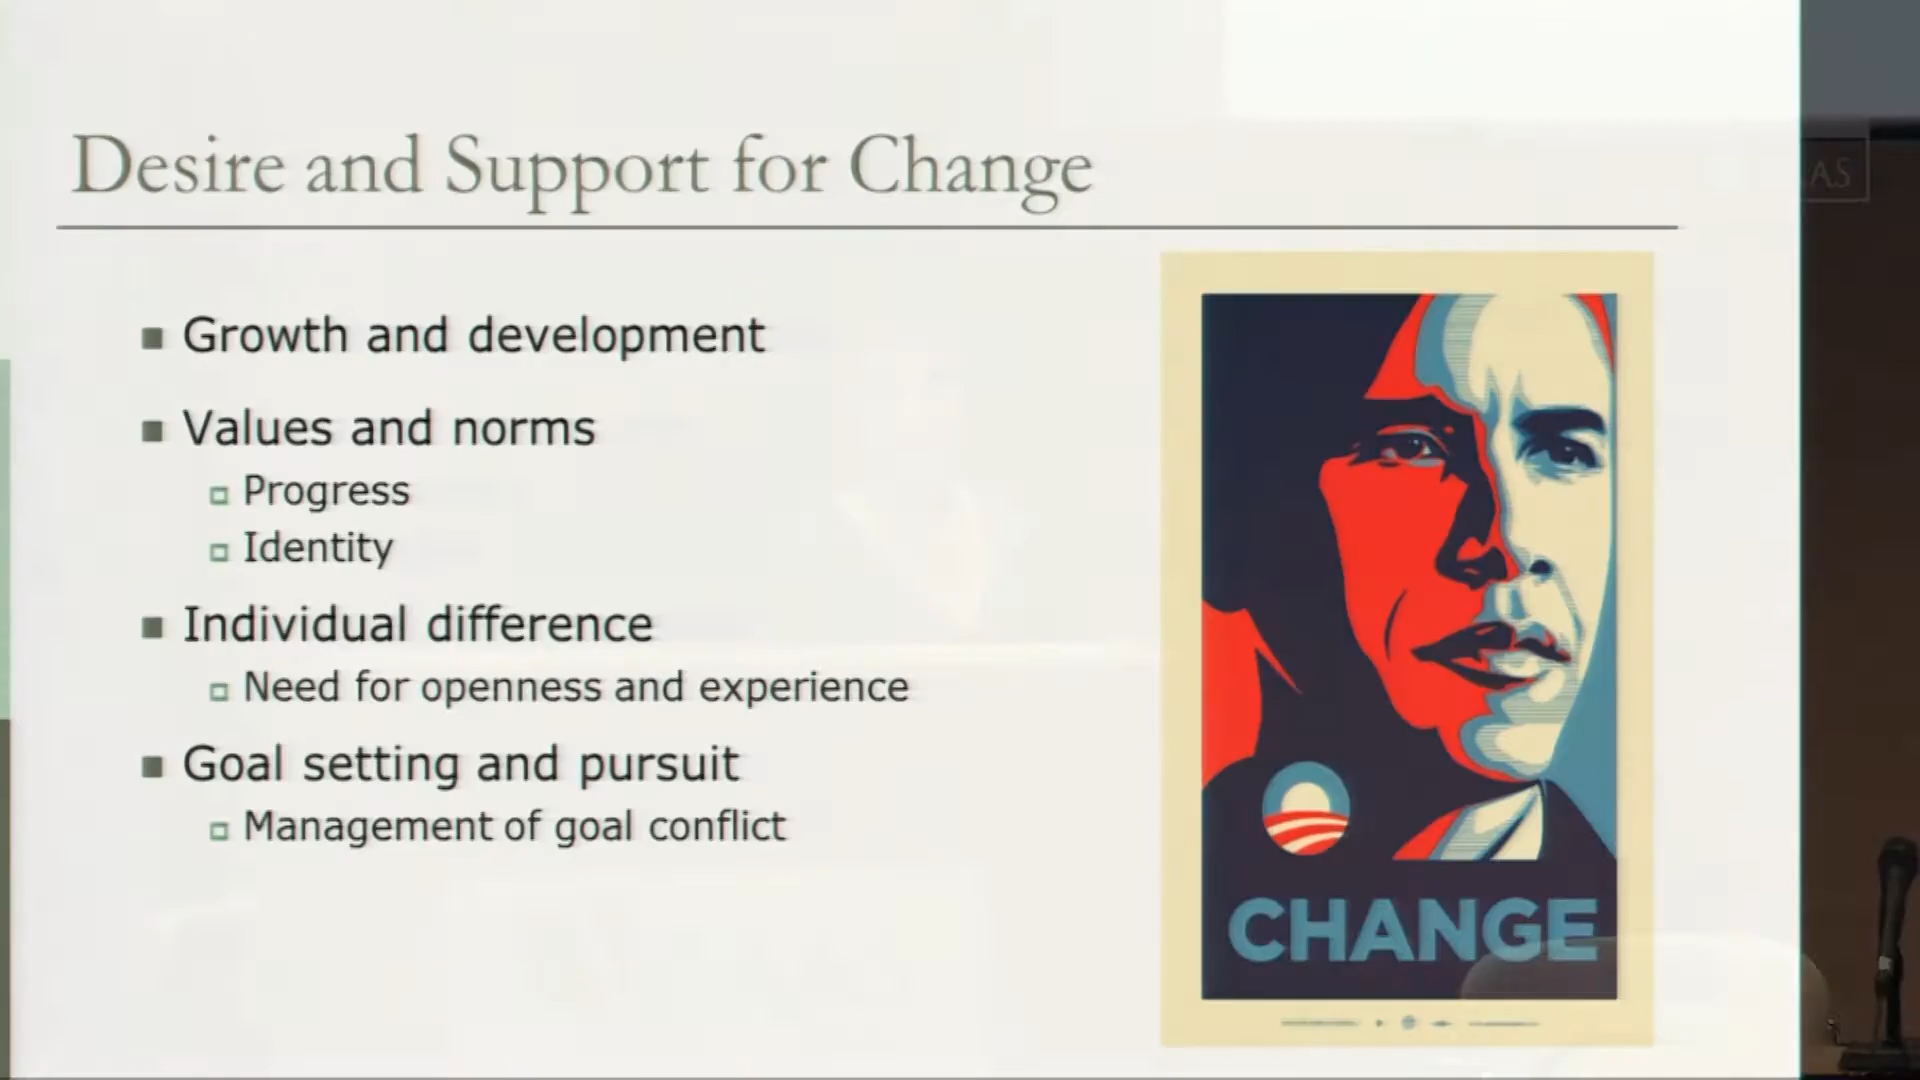 Desire and Support for Change
AS
Growth and development
Values and norms
Progress
Identity
Individual difference
Need for openness and experience
Goal setting and pursuit
Management of goal conflict
CHANGE